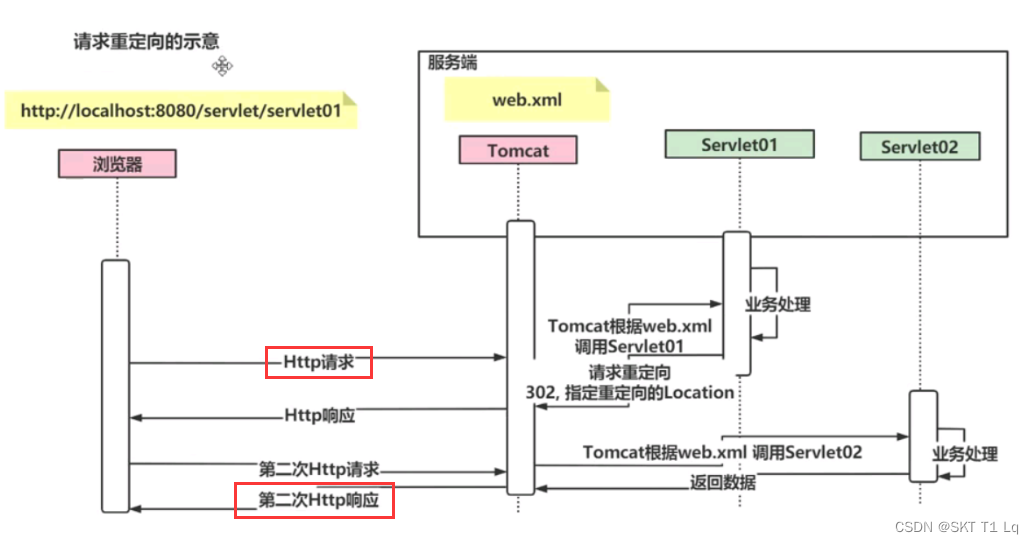 请求重定向的示意
服务端
http://localhost:8080/servlet/servlet01
web.xml
浏览器
Tomcat
Servlet01
Servlet02
业务处理
Tomcat根据web.xml
调用Servlet01
Http请求
请求重定向
302, 指定重定向的Location
Http响应
Tomcat根据web.xml 调用Servlet02
业务处理
第二次Http请求
返回数据
第二次Http响应
CSDN @SKT T1 Lq